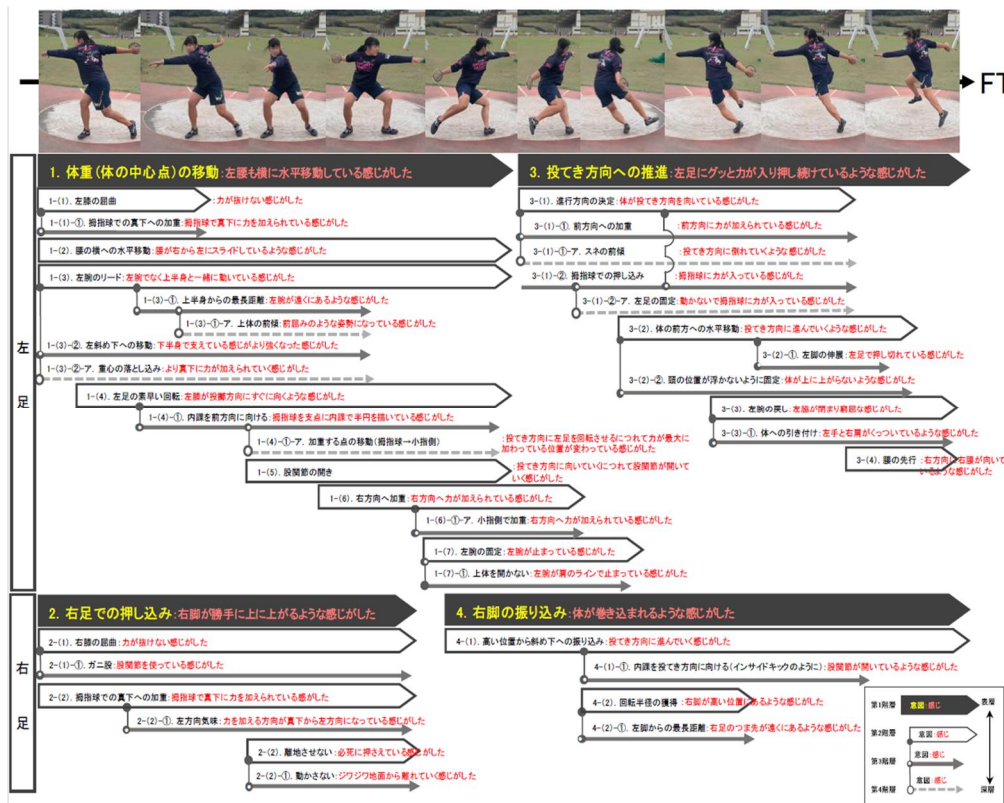 FT
1. 体重(体の中心点)の移動:左腰も横に水平移動している感じがした
1-(1). 左膝の屈曲 :力が抜けない感じがした
1-(1)-①. 拇指球での真下への加重:拇指球で真下に力を加えられている感じがした
1-(2). 腰の横への水平移動:腰が右から左にスライドしているような感じがした
1-(3). 左腕のリード:左腕でなく上半身と一緒に動いている感じがした
1-(3)-①. 上半身からの最長距離:左腕が遠くにあるような感じがした
1-(3)-①-ア. 上体の前傾:前屈みのような姿勢になっている感じがした
1-(3)-②. 左斜め下への移動:下半身で支えている感じがより強くなった感じがした
1-(3)-②-ア. 重心の落とし込み:より真下に力が加えられていく感じがした
1-(4). 左足の素早い回転:左膝が投擲方向にすぐに向くような感じがした
1-(4)-①. 内踝を前方向に向ける:拇指球を支点に内踝で半円を描いている感じがした
1-(4)-①-ア. 加重する点の移動(拇指球→小指側) :投てき方向に左足を回転させるにつれて力が最大に
加わっている位置が変わっている感じがした
1-(5). 股関節の開き :投てき方向に向いていくにつれて股関節が開いて
いく感じがした
1-(6). 右方向へ加重:右方向へ力が加えられている感じがした
1-(6)-①-ア. 小指側で加重:右方向へ力が加えられている感じがした
1-(7). 左腕の固定:左腕が止まっている感じがした
1-(7)-①. 上体を開かない:左腕が肩のラインで止まっている感じがした
左
足
3. 投てき方向への推進:左足にグッと力が入り押し続けているような感じがした
3-(1). 進行方向の決定:体が投てき方向を向いている感じがした
3-(1)-①. 前方向への加重 :前方向に力が加えられている感じがした
3-(1)-①-ア. スネの前傾 :投てき方向に倒れていくような感じがした
3-(1)-②. 拇指球での押し込み :拇指球に力が入っている感じがした
3-(1)-②-ア. 左足の固定:動かないで拇指球に力が入っている感じがした
3-(2). 体の前方への水平移動:投てき方向に進んでいくような感じがした
3-(2)-①. 左脚の伸展:左足で押し切れている感じがした
3-(2)-②. 頭の位置が浮かないように固定:体が上に上がらないような感じがした
3-(3). 左腕の戻し:左脇が閉まり窮屈な感じがした
3-(3)-①. 体への引き付け:左手と右肩がくっついているような感じがした
3-(4). 腰の先行:右方向に右腰が向いて
いるような感じがした
2. 右足での押し込み:右脚が勝手に上に上がるような感じがした
2-(1). 右膝の屈曲:力が抜けない感じがした
2-(1)-①. ガニ股:股関節を使っている感じがした
2-(2). 拇指球での真下への加重:拇指球で真下に力を加えられている感がした
2-(2)-①. 左方向気味:力を加える方向が真下から左方向になっている感じがした
2-(2). 離地させない:必死に押さえている感じがした
2-(2)-①. 動かさない:ジワジワ地面から離れていく感じがした
右
足
4. 右脚の振り込み:体が巻き込まれるような感じがした
4-(1). 高い位置から斜め下への振り込み:投てき方向に進んでいく感じがした
4-(1)-①. 内踝を投てき方向に向ける(インサイドキックのように):股関節が開いているような感じがした
4-(2). 回転半径の獲得:右脚が高い位置にあるような感じがした
4-(2)-①. 左脚からの最長距離:右足のつま先が遠くにあるような感じがした
第1階層 意図:感じ 表層
第2階層 意図:感じ
第3階層 意図:感じ
第4階層 意図:感じ 深層